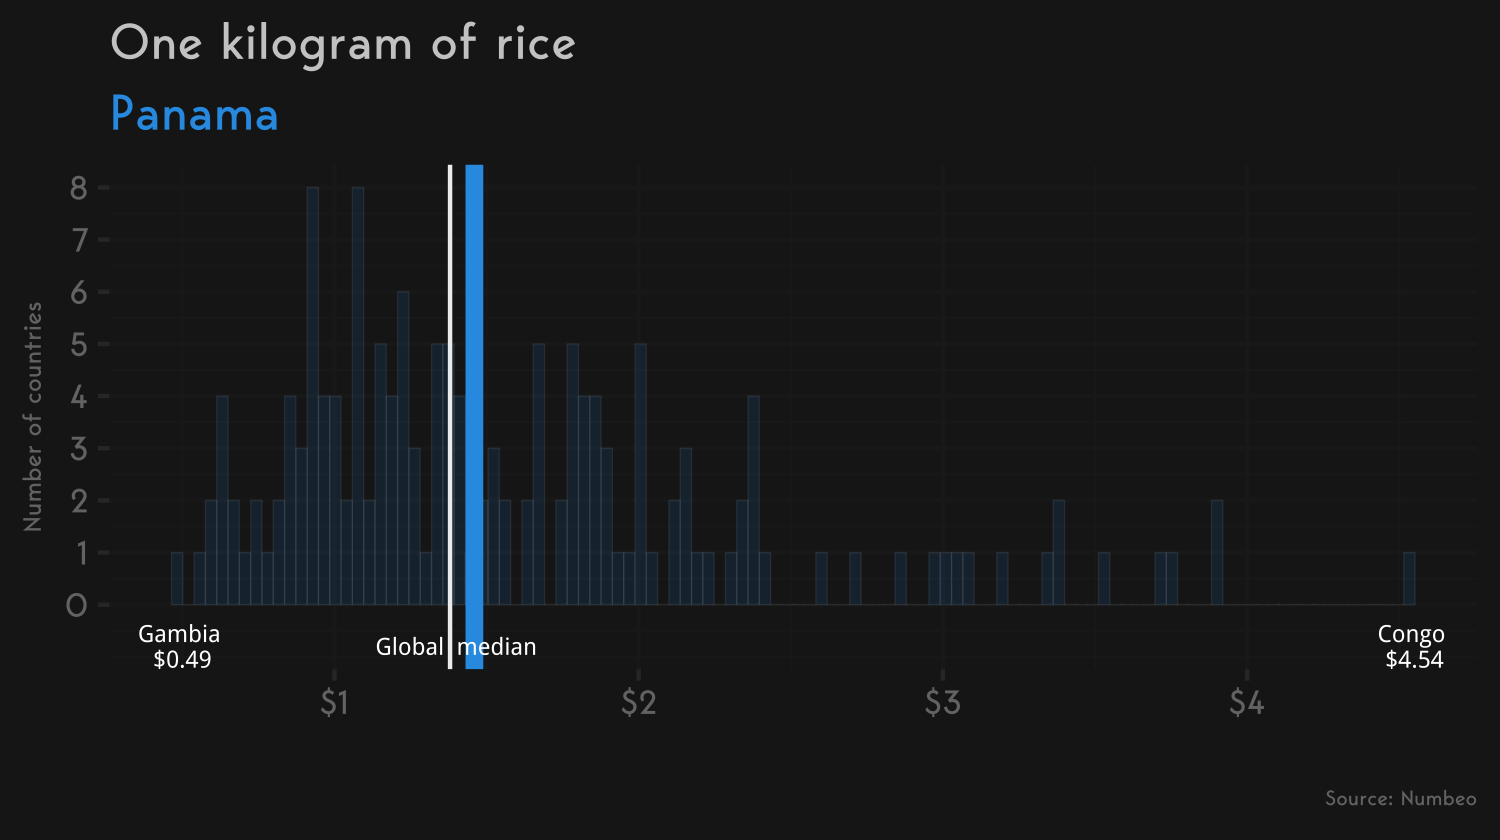 One kilogram of rice
Panama
Number of countries
8
7
6
5
4
3
2
1
0
Gambia
$0.49
Global median
Congo
$4.54
$1
$2
$3
$4
Source: Numbeo